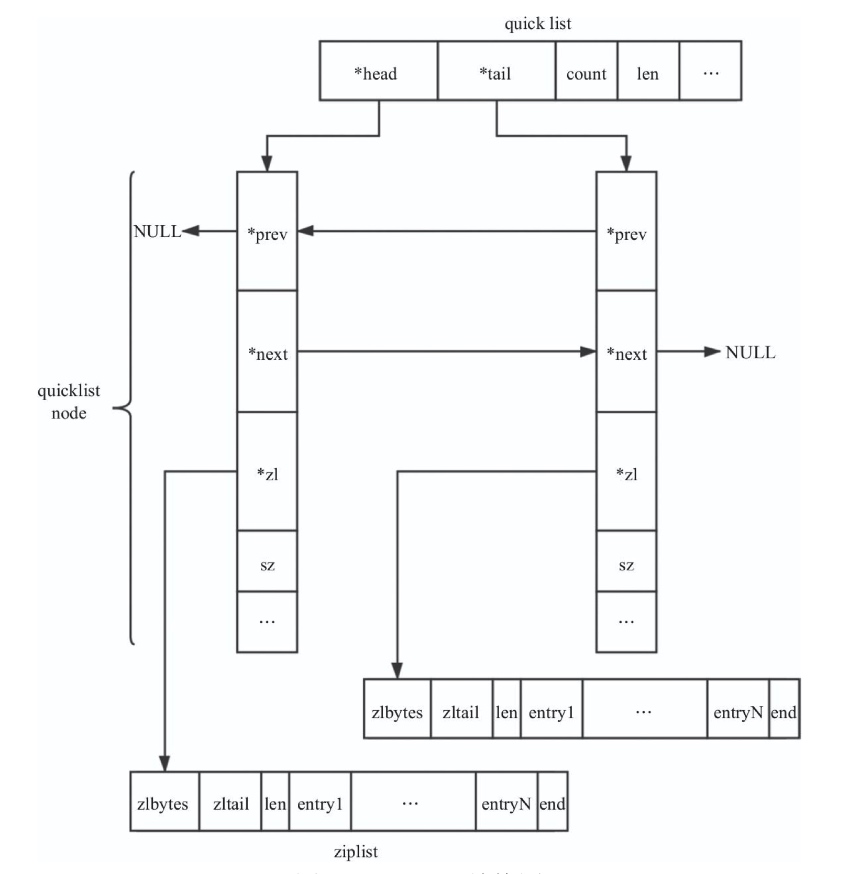 quick list
*head *tail count len ...
NULL *prev *prev
*next *next NULL
quicklist
node
*zl *zl
sz sz
... ...
zlbytes zltail len entry1 ... entryN end
zlbytes zltail len entry1 ... entryN end
ziplist